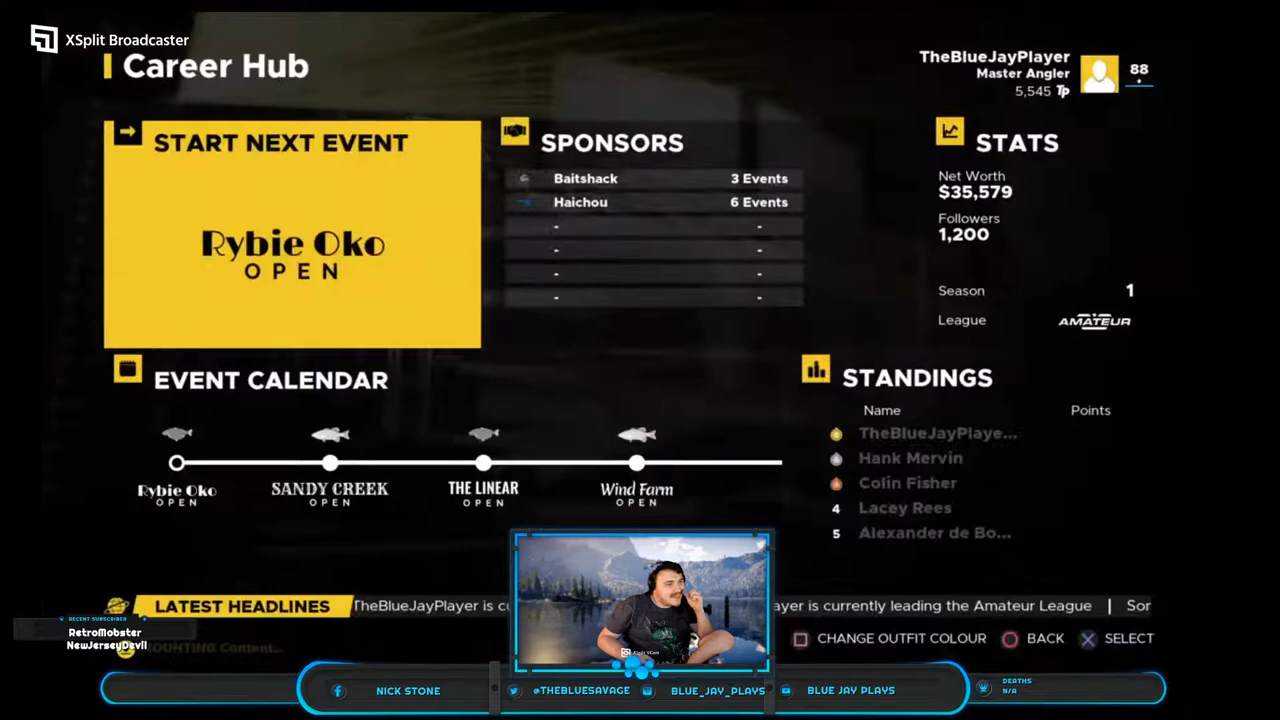 XSplit Broadcaster
Career Hub
TheBlueJayPlayer
Master Angler
5,545 Tp
88
START NEXT EVENT
Rybie Oko
OPEN
SPONSORS
Baitshack 3 Events
Haichou 6 Events
- -
- -
- -
- -
STATS
Net Worth
$35,579
Followers
1,200
Season 1
League AMATEUR
EVENT CALENDAR
Rybie Oko
OPEN
SANDY CREEK
OPEN
THE LINEAR
OPEN
Wind Farm
OPEN
STANDINGS
Name Points
TheBlueJayPlaye...
Hank Mervin
Colin Fisher
4 Lacey Rees
5 Alexander de Bo...
LATEST HEADLINES
TheBlueJayPlayer is cu
ayer is currently leading the Amateur League | Sor
RECENT SUBSCRIBER
RetroMobster
NewJerseyDevil
CHANGE OUTFIT COLOUR
BACK
SELECT
XSplit VCam
NICK STONE
@THEBLUESAVAGE
BLUE_JAY_PLAYS
BLUE JAY PLAYS
DEATHS
N/A